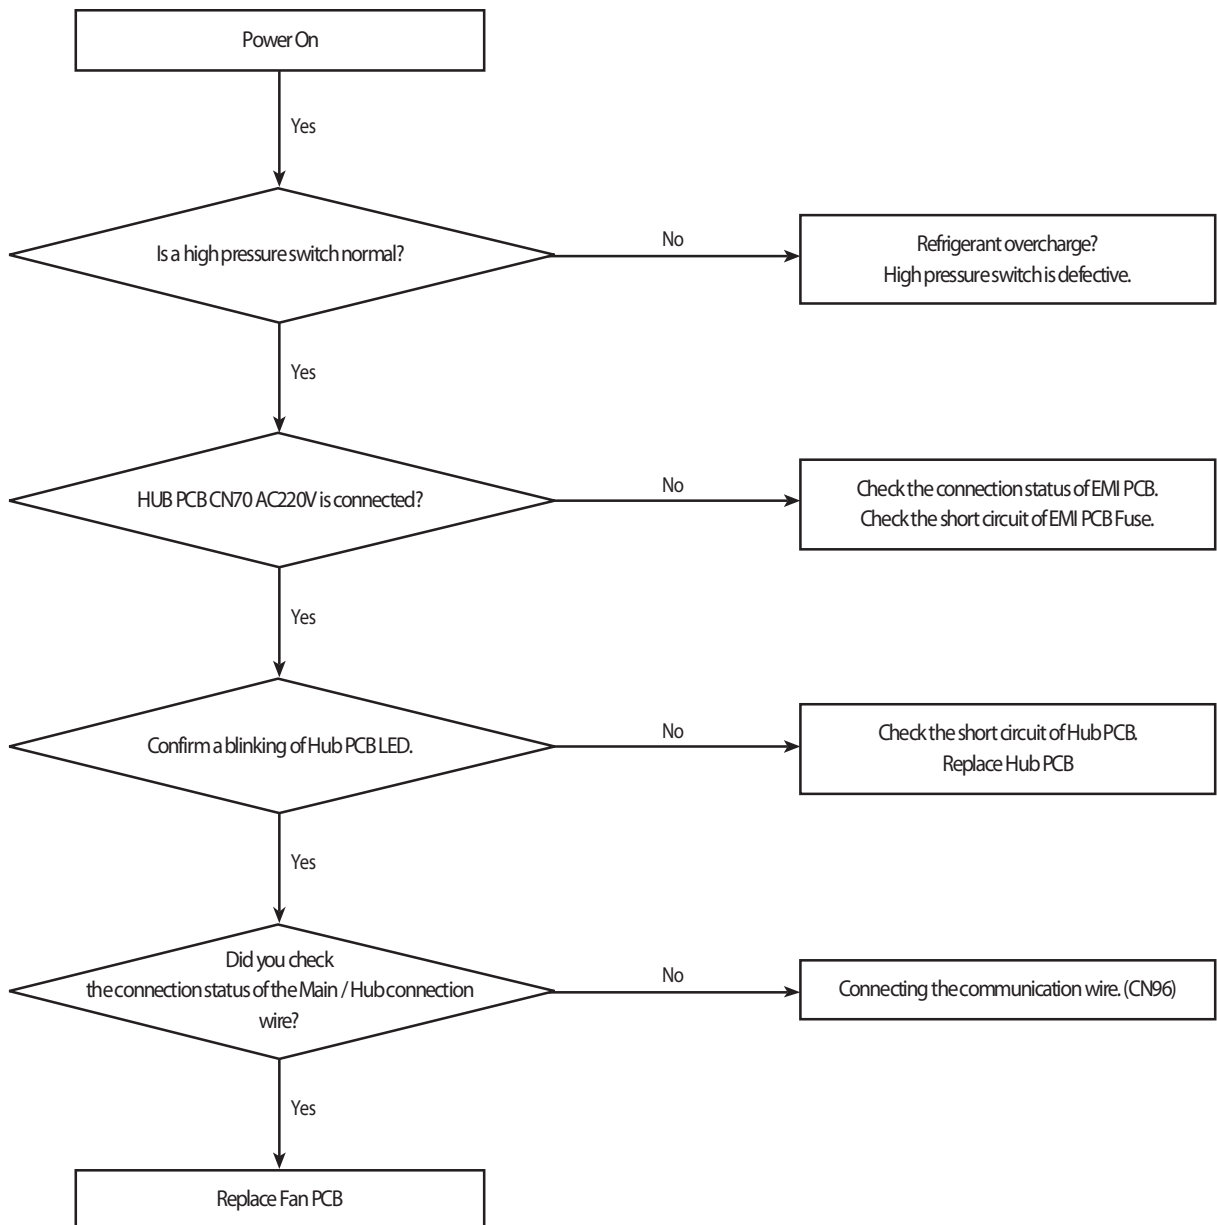 Power On
Yes
Is a high pressure switch normal?
No
Refrigerant overcharge?
High pressure switch is defective.
Yes
HUB PCB CN70 AC220V is connected?
No
Check the connection status of EMI PCB.
Check the short circuit of EMI PCB Fuse.
Yes
Confirm a blinking of Hub PCB LED.
No
Check the short circuit of Hub PCB.
Replace Hub PCB
Yes
Did you check
the connection status of the Main / Hub connection
wire?
No
Connecting the communication wire. (CN96)
Yes
Replace Fan PCB